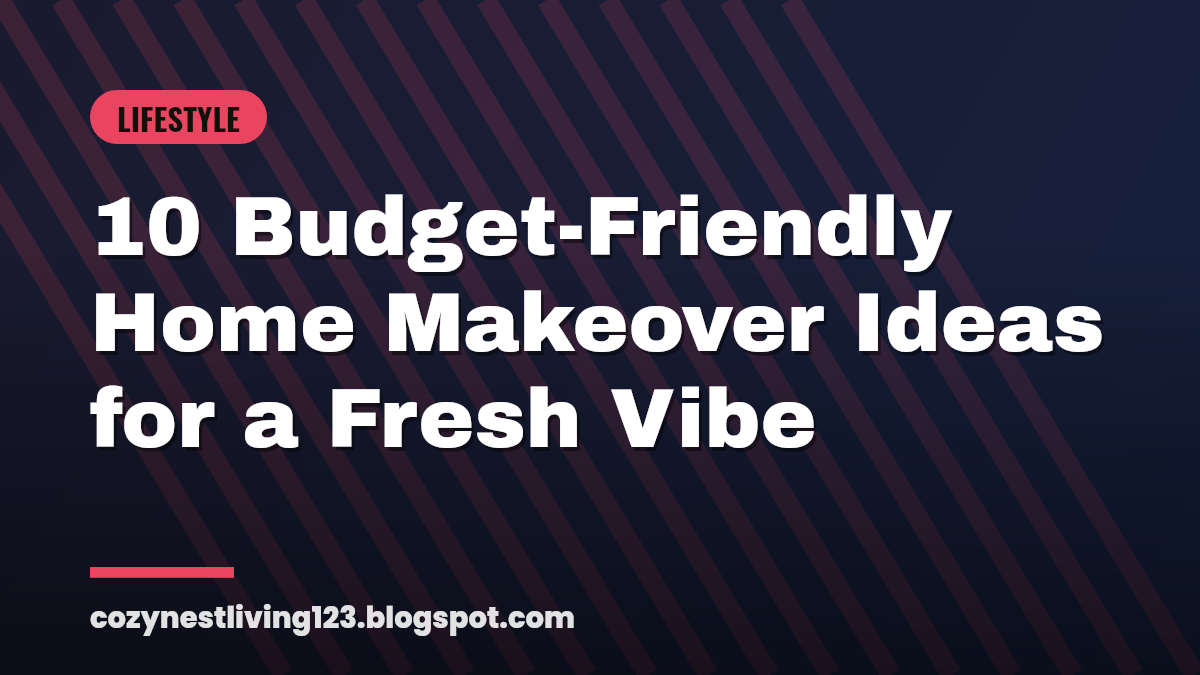 LIFESTYLE
10 Budget-Friendly
Home Makeover Ideas
for a Fresh Vibe
cozynestliving123.blogspot.com